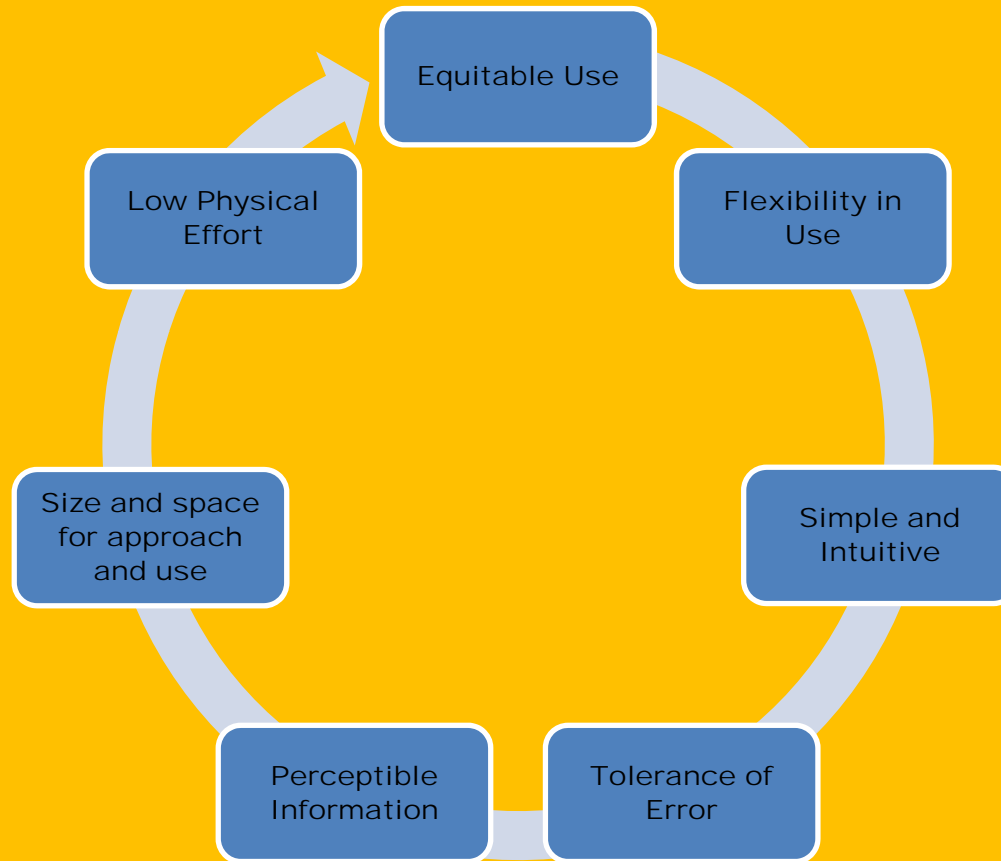 Equitable Use
Flexibility in
Use
Simple and
Intuitive
Tolerance of
Error
Perceptible
Information
Size and space
for approach
and use
Low Physical
Effort